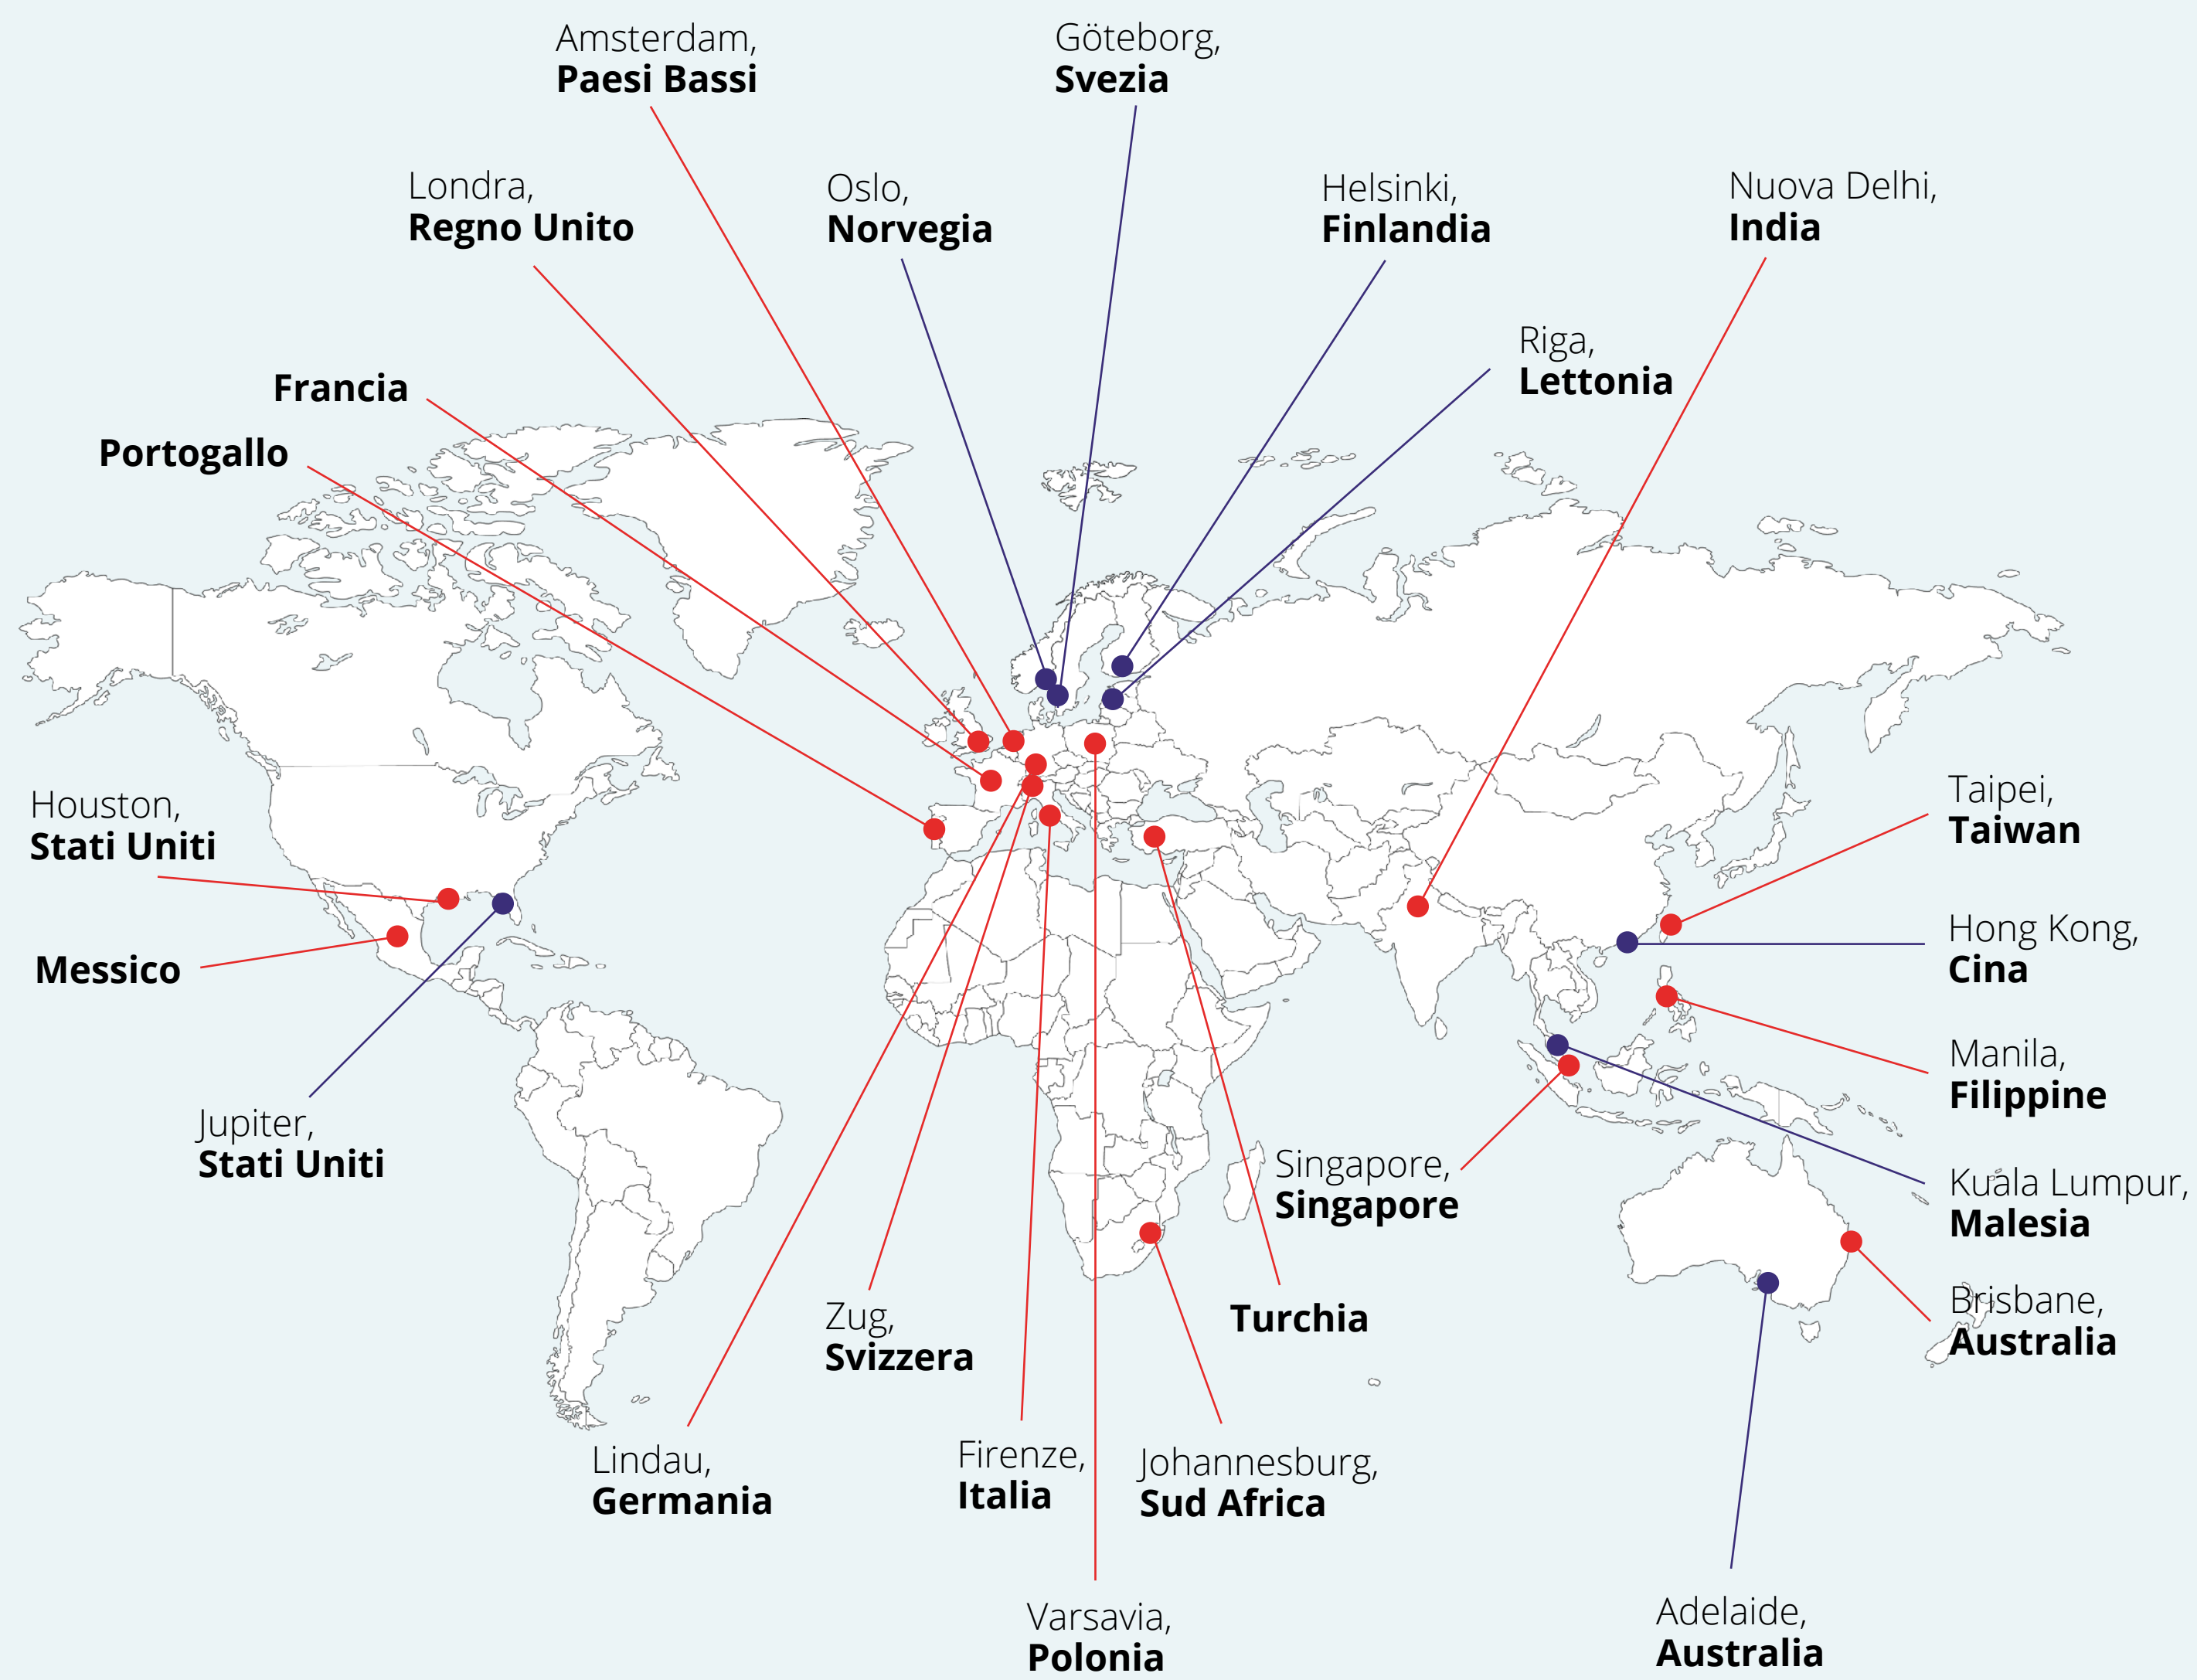 Amsterdam,
Paesi Bassi
Göteborg,
Svezia
Londra,
Regno Unito
Oslo,
Norvegia
Helsinki,
Finlandia
Nuova Delhi,
India
Riga,
Lettonia
Francia
Portogallo
Houston,
Stati Uniti
Messico
Jupiter,
Stati Uniti
Taipei,
Taiwan
Hong Kong,
Cina
Manila,
Filippine
Singapore,
Singapore
Kuala Lumpur,
Malesia
Brisbane,
Australia
Zug,
Svizzera
Turchia
Lindau,
Germania
Firenze,
Italia
Johannesburg,
Sud Africa
Varsavia,
Polonia
Adelaide,
Australia